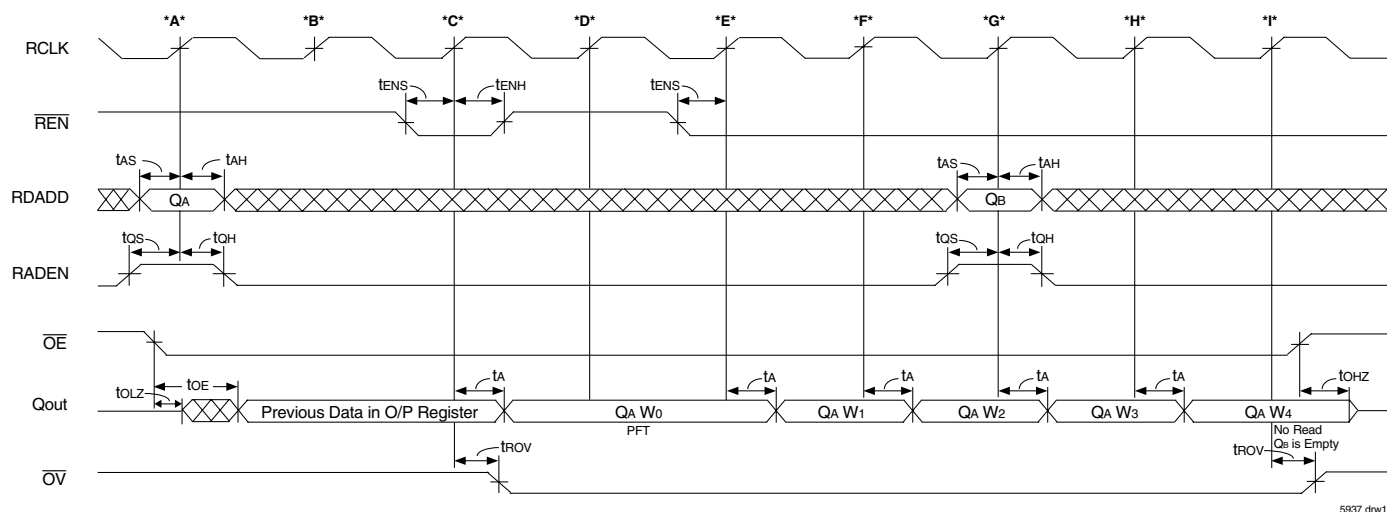 *A* *B* *C* *D* *E* *F* *G* *H* *I*
RCLK
tENS tENH tENS
REN
tAS tAH tAS tAH
RDADD QA QB
tQS tQH tQS tQH
RADEN
OE
tOLZ tOE tA tA tA tA tA tOHZ
Qout Previous Data in O/P Register QA W0 QA W1 QA W2 QA W3 QA W4
PFT
No Read
QB is Empty
tROV tROV
OV